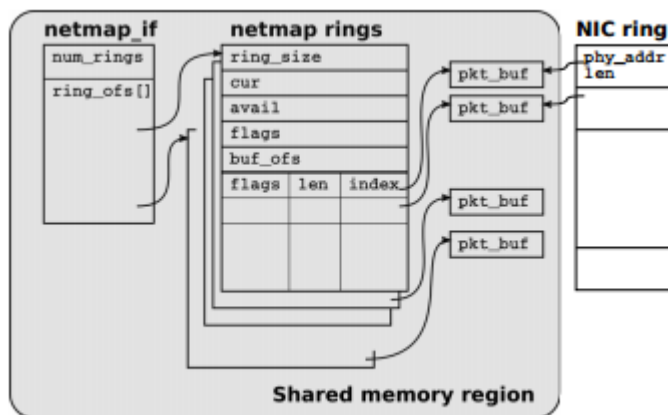 netmap_if
num_rings
ring_ofs[]
netmap rings
ring_size
cur
avail
flags
buf_ofs
flags len index
pkt_buf
pkt_buf
pkt_buf
pkt_buf
NIC ring
phy_addr
len
Shared memory region